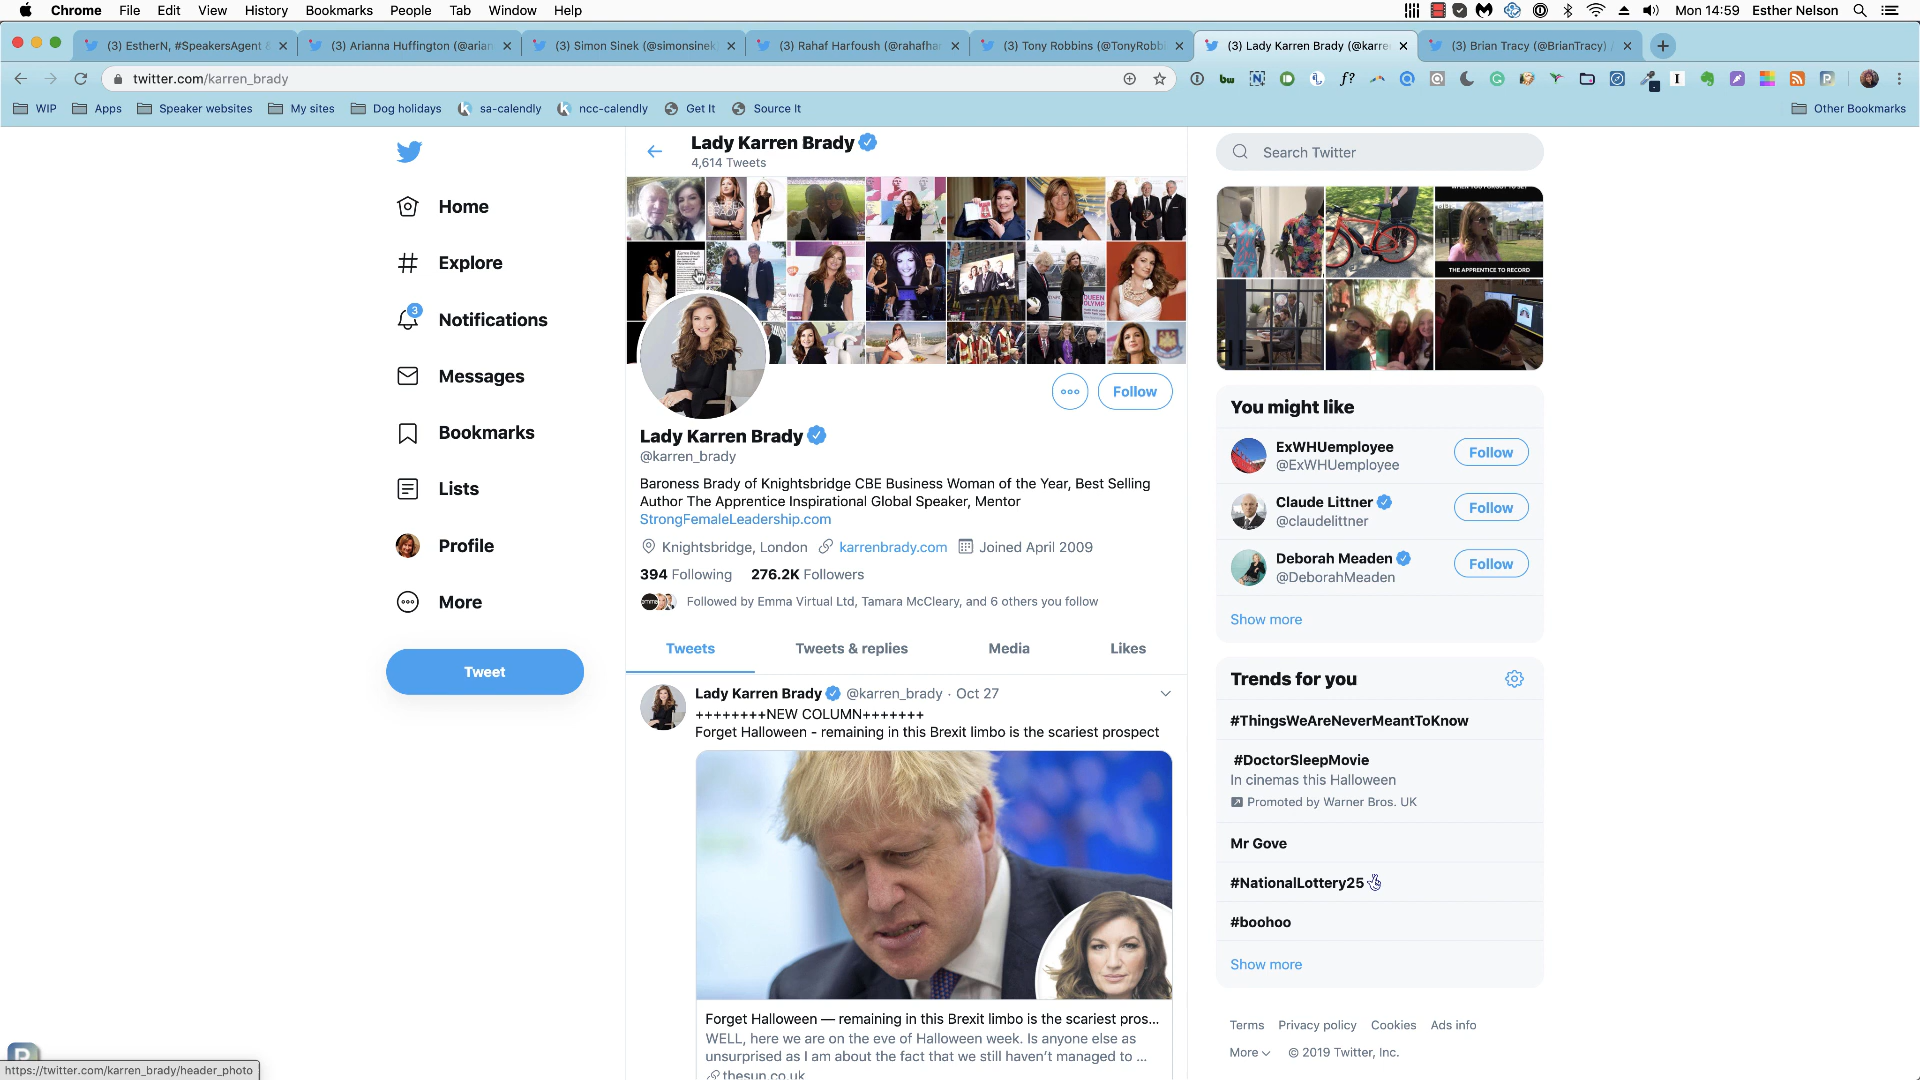 Chrome File Edit View History Bookmarks People Tab Window Help Mon 14:59 Esther Nelson
(3) EstherN, #SpeakersAgent (3) Arianna Huffington (@arian (3) Simon Sinek (@simonsinek (3) Rahaf Harfoush (@rahafha (3) Tony Robbins (@TonyRobb (3) Lady Karren Brady (@karre (3) Brian Tracy (@BrianTracy) /
twitter.com/karren_brady
WIP Apps Speaker websites My sites Dog holidays sa-calendly ncc-calendly Get It Source It Other Bookmarks
Lady Karren Brady
4,614 Tweets
Search Twitter
Home
Explore
3
Notifications
Messages
Bookmarks
Lists
Profile
More
Tweet
THE APPRENTICE TO RECORD
Follow
Lady Karren Brady
@karren_brady
Baroness Brady of Knightsbridge CBE Business Woman of the Year, Best Selling
Author The Apprentice Inspirational Global Speaker, Mentor
StrongFemaleLeadership.com
Knightsbridge, London karrenbrady.com Joined April 2009
394 Following 276.2K Followers
Followed by Emma Virtual Ltd, Tamara McCleary, and 6 others you follow
Tweets Tweets & replies Media Likes
Lady Karren Brady @karren_brady · Oct 27
++++++++NEW COLUMN+++++++
Forget Halloween - remaining in this Brexit limbo is the scariest prospect
Forget Halloween — remaining in this Brexit limbo is the scariest pros...
WELL, here we are on the eve of Halloween week. Is anyone else as
unsurprised as I am about the fact that we still haven't managed to ...
thesun.co.uk
You might like
ExWHUemployee
@ExWHUemployee
Follow
Claude Littner
@claudelittner
Follow
Deborah Meaden
@DeborahMeaden
Follow
Show more
Trends for you
#ThingsWeAreNeverMeantToKnow
#DoctorSleepMovie
In cinemas this Halloween
Promoted by Warner Bros. UK
Mr Gove
#NationalLottery25
#boohoo
Show more
Terms Privacy policy Cookies Ads info
More © 2019 Twitter, Inc.
https://twitter.com/karren_brady/header_photo